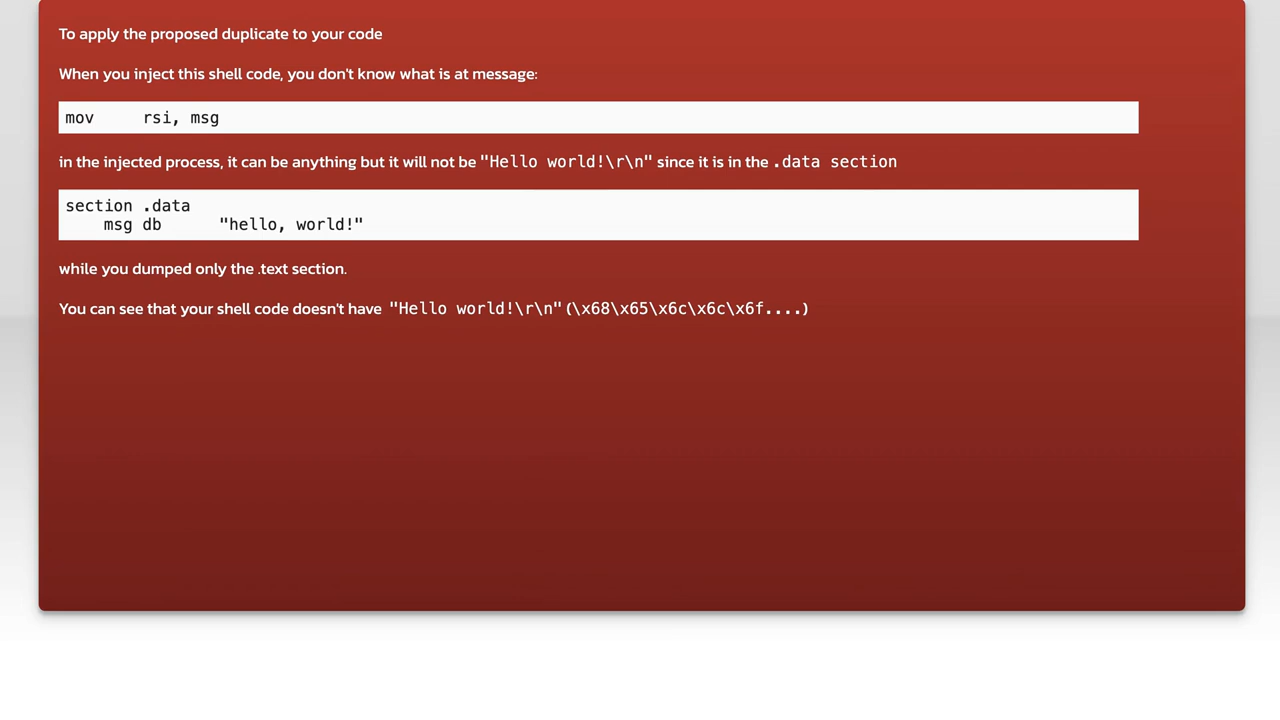 To apply the proposed duplicate to your code
When you inject this shell code, you don't know what is at message:
mov     rsi, msg
in the injected process, it can be anything but it will not be "Hello world!\r\n" since it is in the .data section
section .data
    msg db      "hello, world!"
while you dumped only the .text section.
You can see that your shell code doesn't have "Hello world!\r\n"(\x68\x65\x6c\x6c\x6f....)